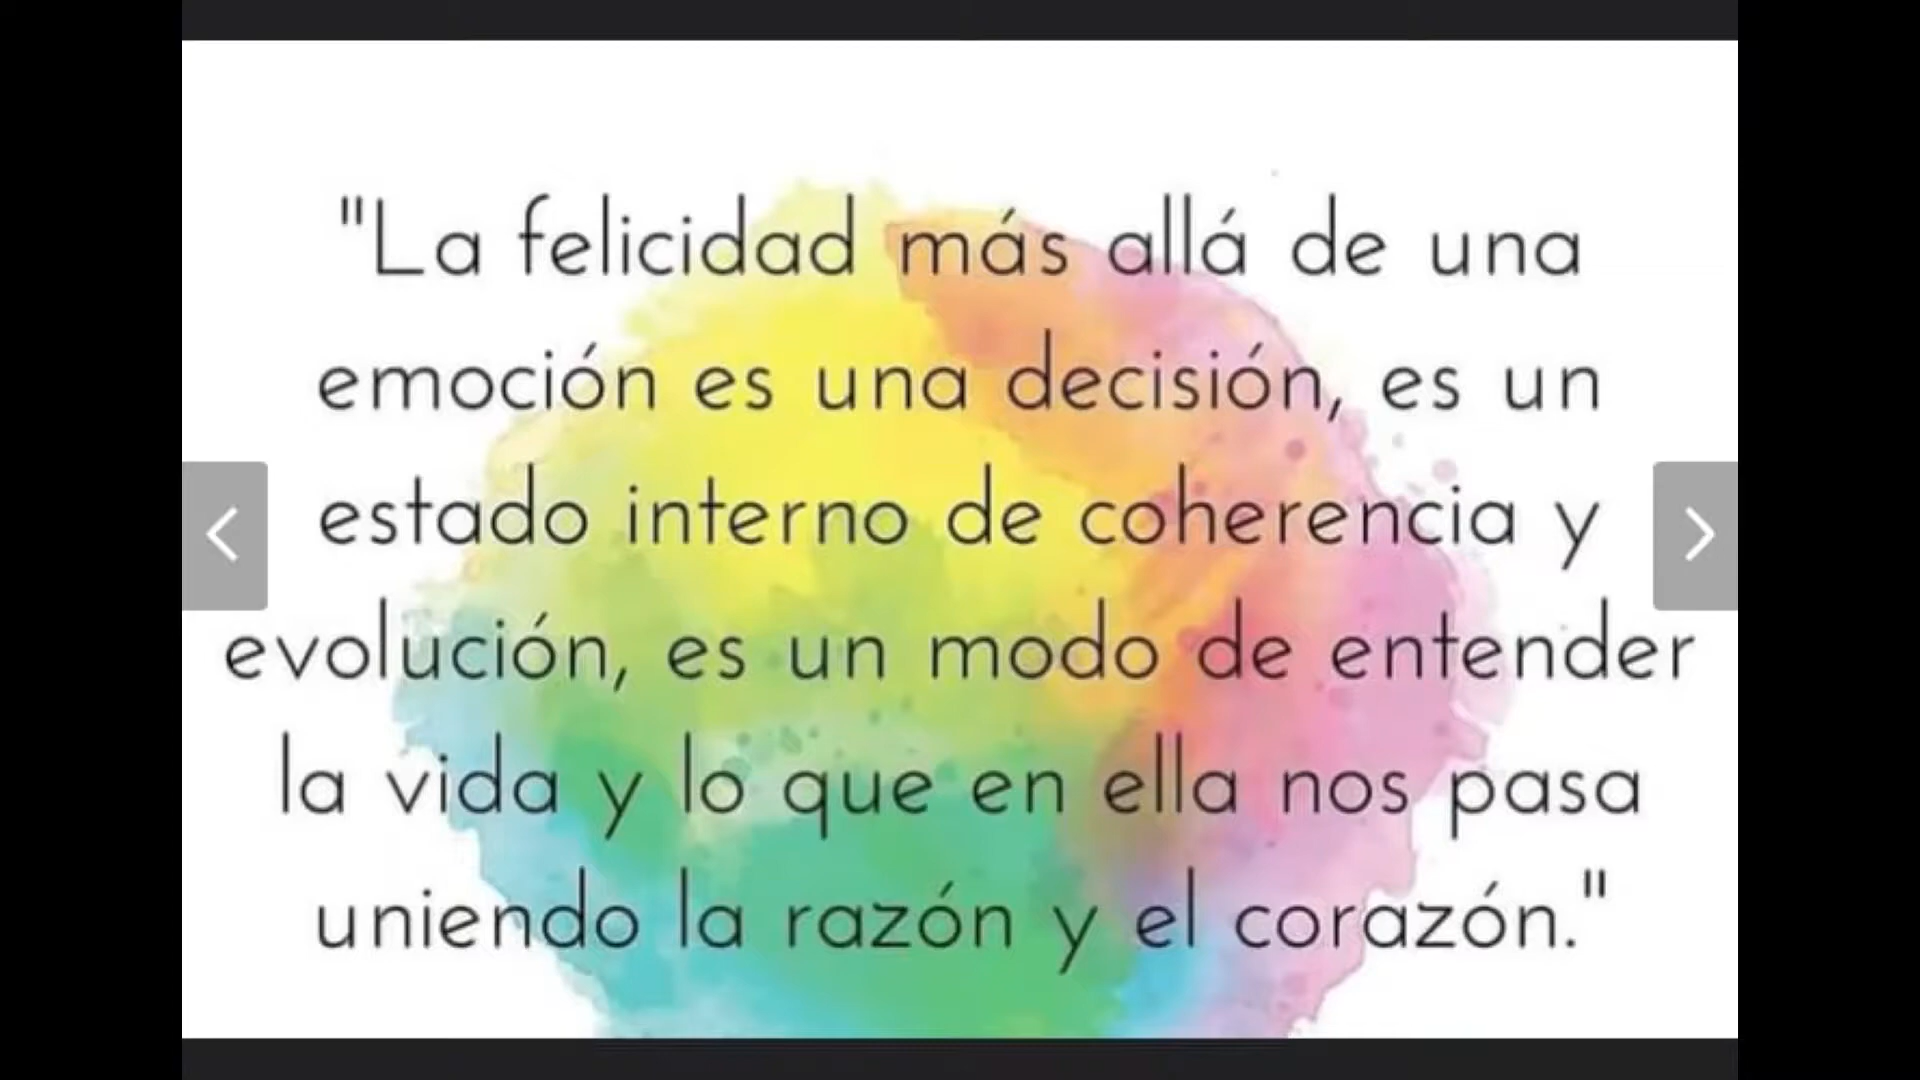 "La felicidad más allá de una
emoción es una decisión, es un
estado interno de coherencia y
evolución, es un modo de entender
la vida y lo que en ella nos pasa
uniendo la razón y el corazón."